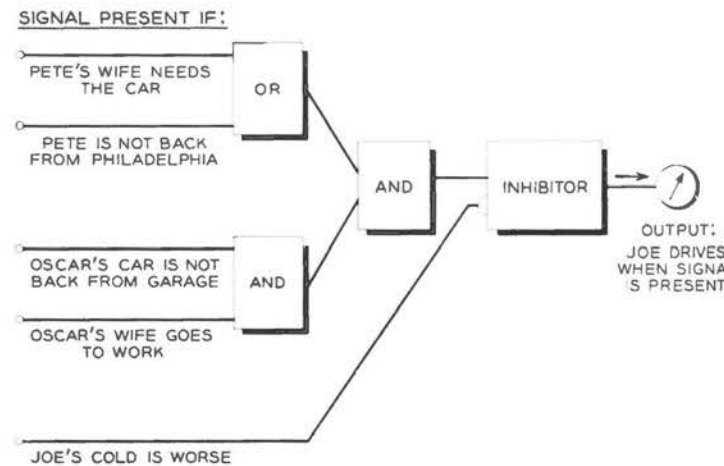 SIGNAL PRESENT IF:
PETE'S WIFE NEEDS
THE CAR
OR
PETE IS NOT BACK
FROM PHILADELPHIA
AND
INHIBITOR
OUTPUT:
JOE DRIVES
WHEN SIGNA
IS PRESENT
OSCAR'S CAR IS NOT
BACK FROM GARAGE
AND
OSCAR'S WIFE GOES
TO WORK
JOE'S COLD IS WORSE